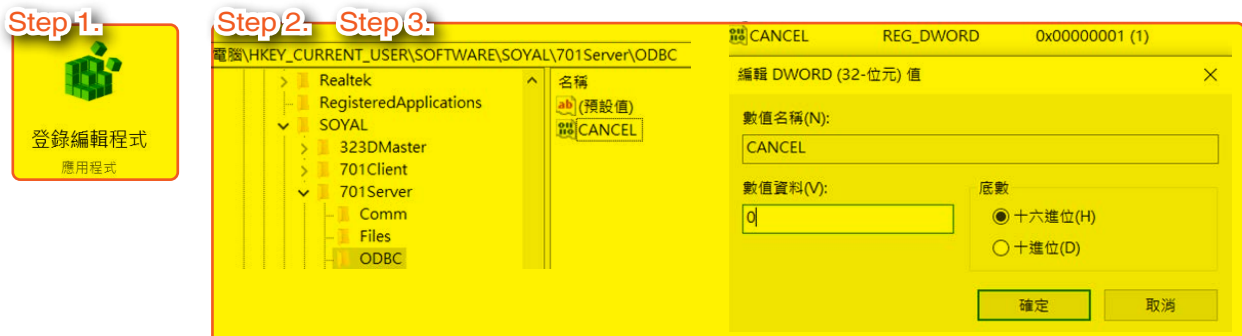 Step 1.
登錄編輯程式
應用程式
Step 2. Step 3.
電腦\HKEY_CURRENT_USER\SOFTWARE\SOYAL\701Server\ODBC
Realtek
RegisteredApplications
SOYAL
323DMaster
701Client
701Server
Comm
Files
ODBC
名稱
ab (預設值)
CANCEL
CANCEL REG_DWORD 0x00000001 (1)
編輯 DWORD (32-位元) 值
數值名稱(N):
CANCEL
數值資料(V):
0
底數
十六進位(H)
十進位(D)
確定 取消